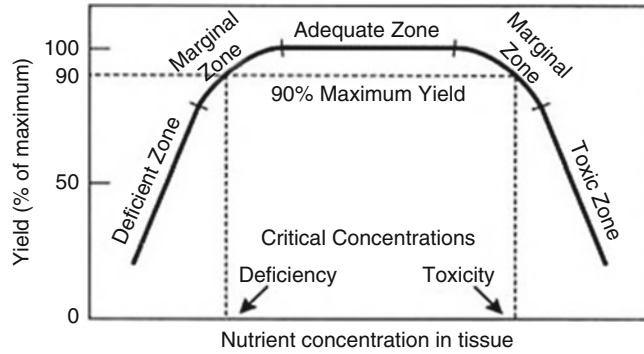 Yield (% of maximum)
100
90
50
0
Deficient Zone
Marginal
Zone
Adequate Zone
Marginal
Zone
Toxic Zone
90% Maximum Yield
Critical Concentrations
Deficiency
Toxicity
Nutrient concentration in tissue